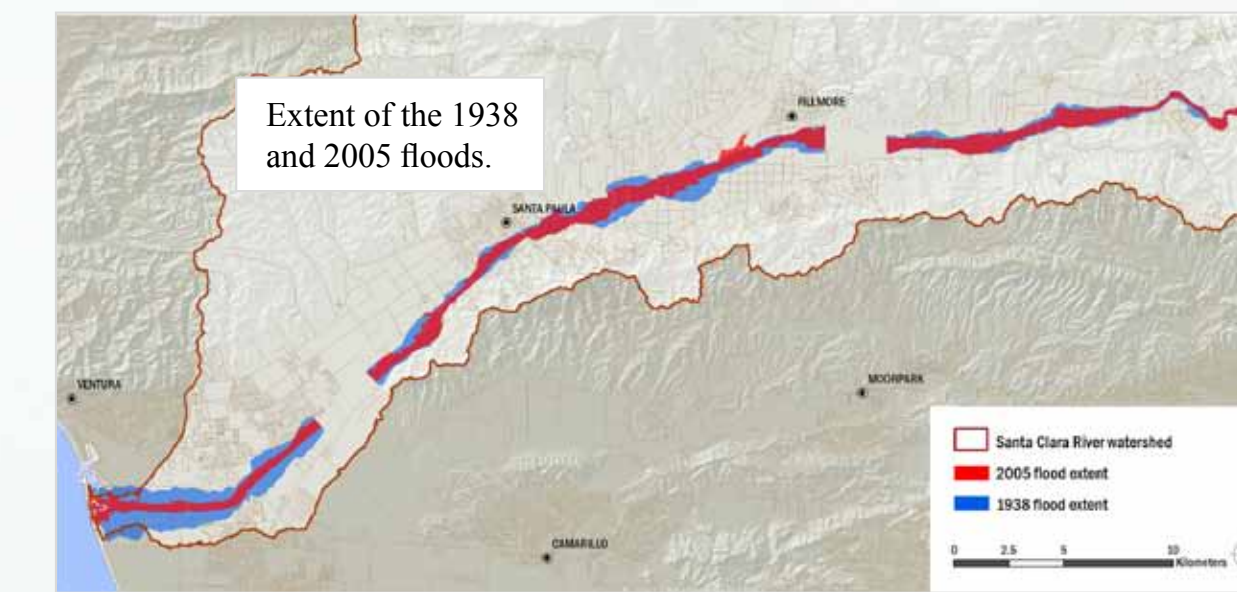 Extent of the 1938
and 2005 floods.
FILLMORE
SANTA PAULA
VENTURA
MOORPARK
CAMARILLO
Santa Clara River watershed
2005 flood extent
1938 flood extent
0 2.5 5 10
Kilometers